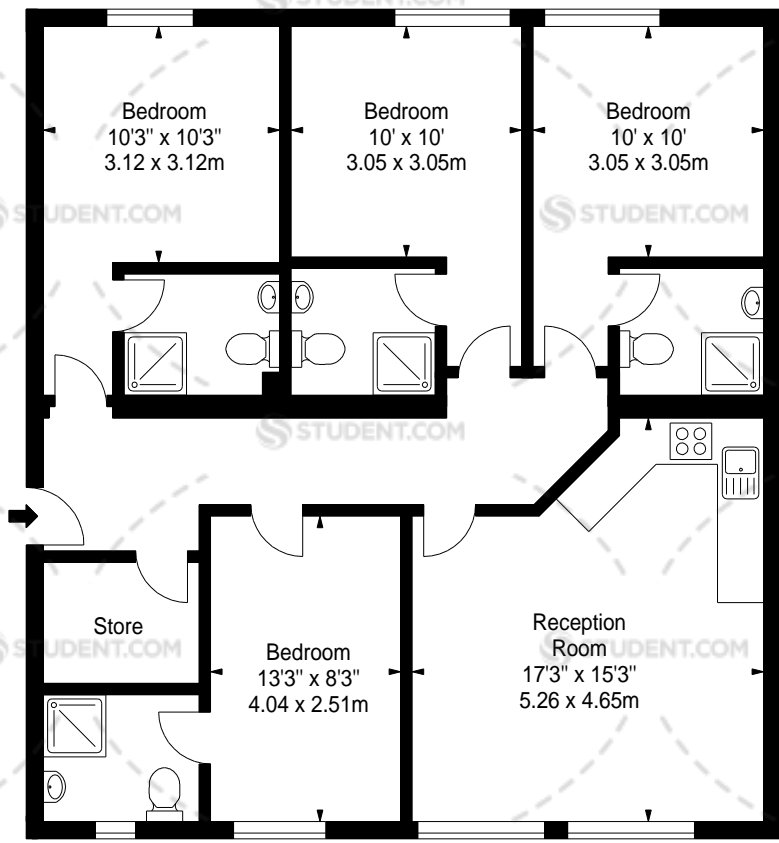 STUDENT.COM
Bedroom
10'3" x 10'3"
3.12 x 3.12m
Bedroom
10' x 10'
3.05 x 3.05m
Bedroom
10' x 10'
3.05 x 3.05m
STUDENT.COM
STUDENT.COM
STUDENT.COM
Store
Bedroom
13'3" x 8'3"
4.04 x 2.51m
Reception
Room
17'3" x 15'3"
5.26 x 4.65m
STUDENT.COM
STUDENT.COM